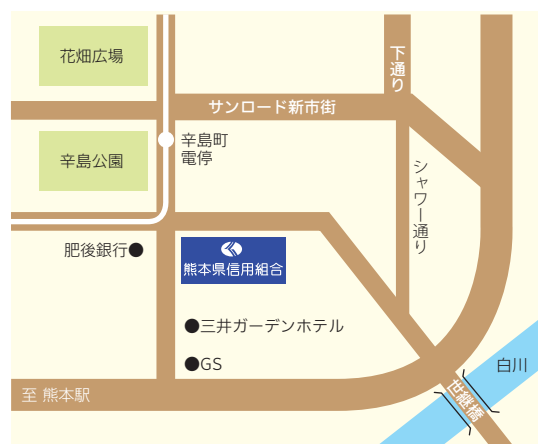 花畑広場
下通り
サンロード新市街
辛島町
電停
辛島公園
シャワー通り
肥後銀行●
熊本県信用組合
●三井ガーデンホテル
●GS
白川
至 熊本駅
世継橋